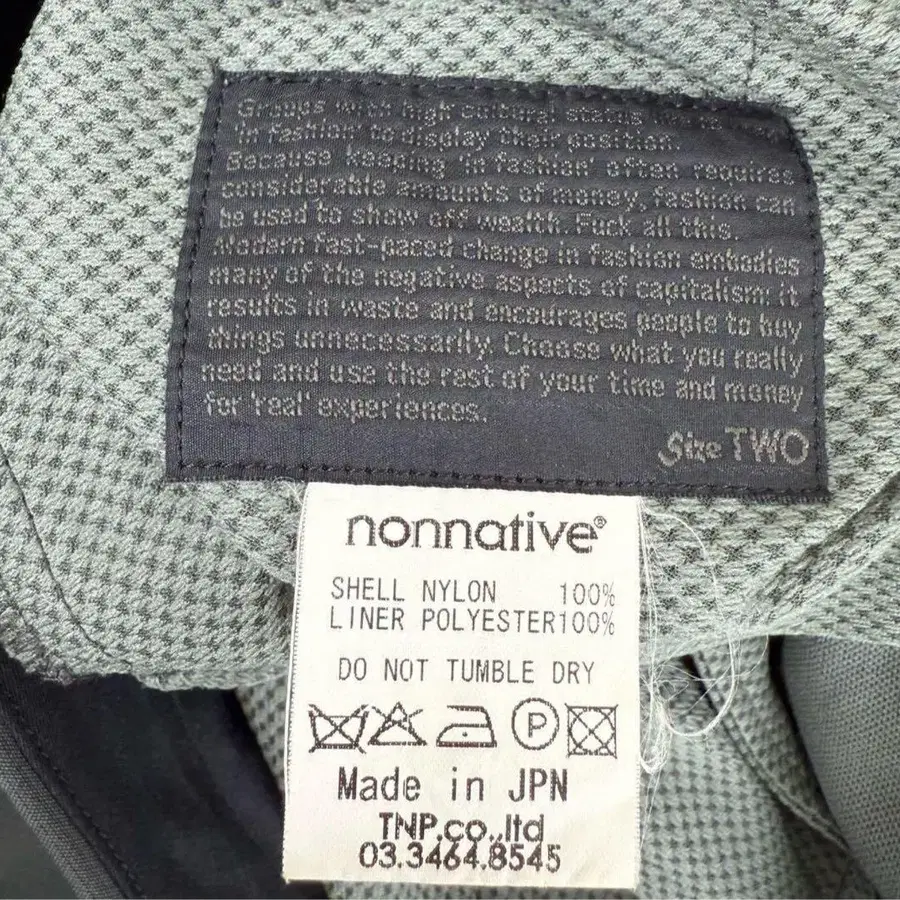 Groups with high cultural status
in fashion to display their position.
Because keeping 'in fashion' often requires
considerable amounts of money, fashion can
be used to show off wealth. Fuck all this.
Modern fast-paced change in fashion embodies
many of the negative aspects of capitalism: it
results in waste and encourages people to buy
things unnecessarily. Choose what you really
need and use the rest of your time and money
for 'real' experiences.
Size TWO
nonnative®
SHELL NYLON 100%
LINER POLYESTER100%
DO NOT TUMBLE DRY
P
Made in JPN
TNP.co.,ltd
03.3464.8545